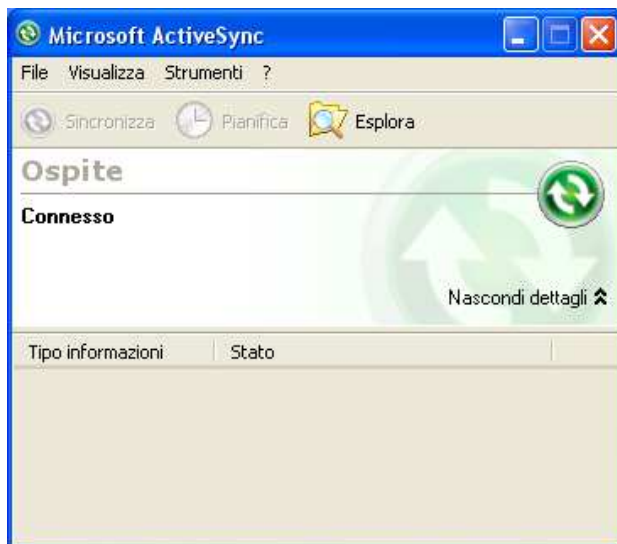 Microsoft ActiveSync
File Visualizza Strumenti ?
Sincronizza Pianifica Esplora
Ospite
Connesso
Nascondi dettagli
Tipo informazioni Stato